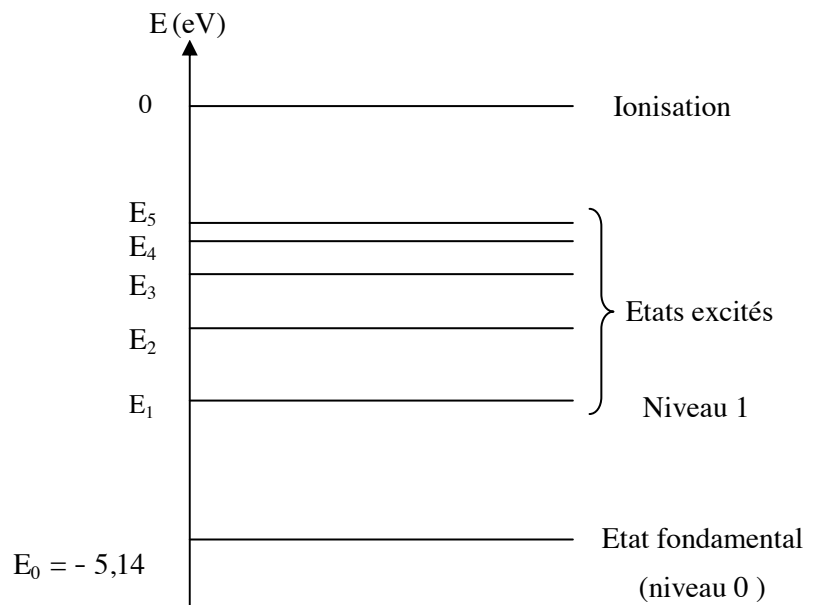 E (eV)
0 Ionisation
E₅
E₄
E₃
Etats excités
E₂
E₁ Niveau 1
Etat fondamental
E₀ = - 5,14
(niveau 0 )